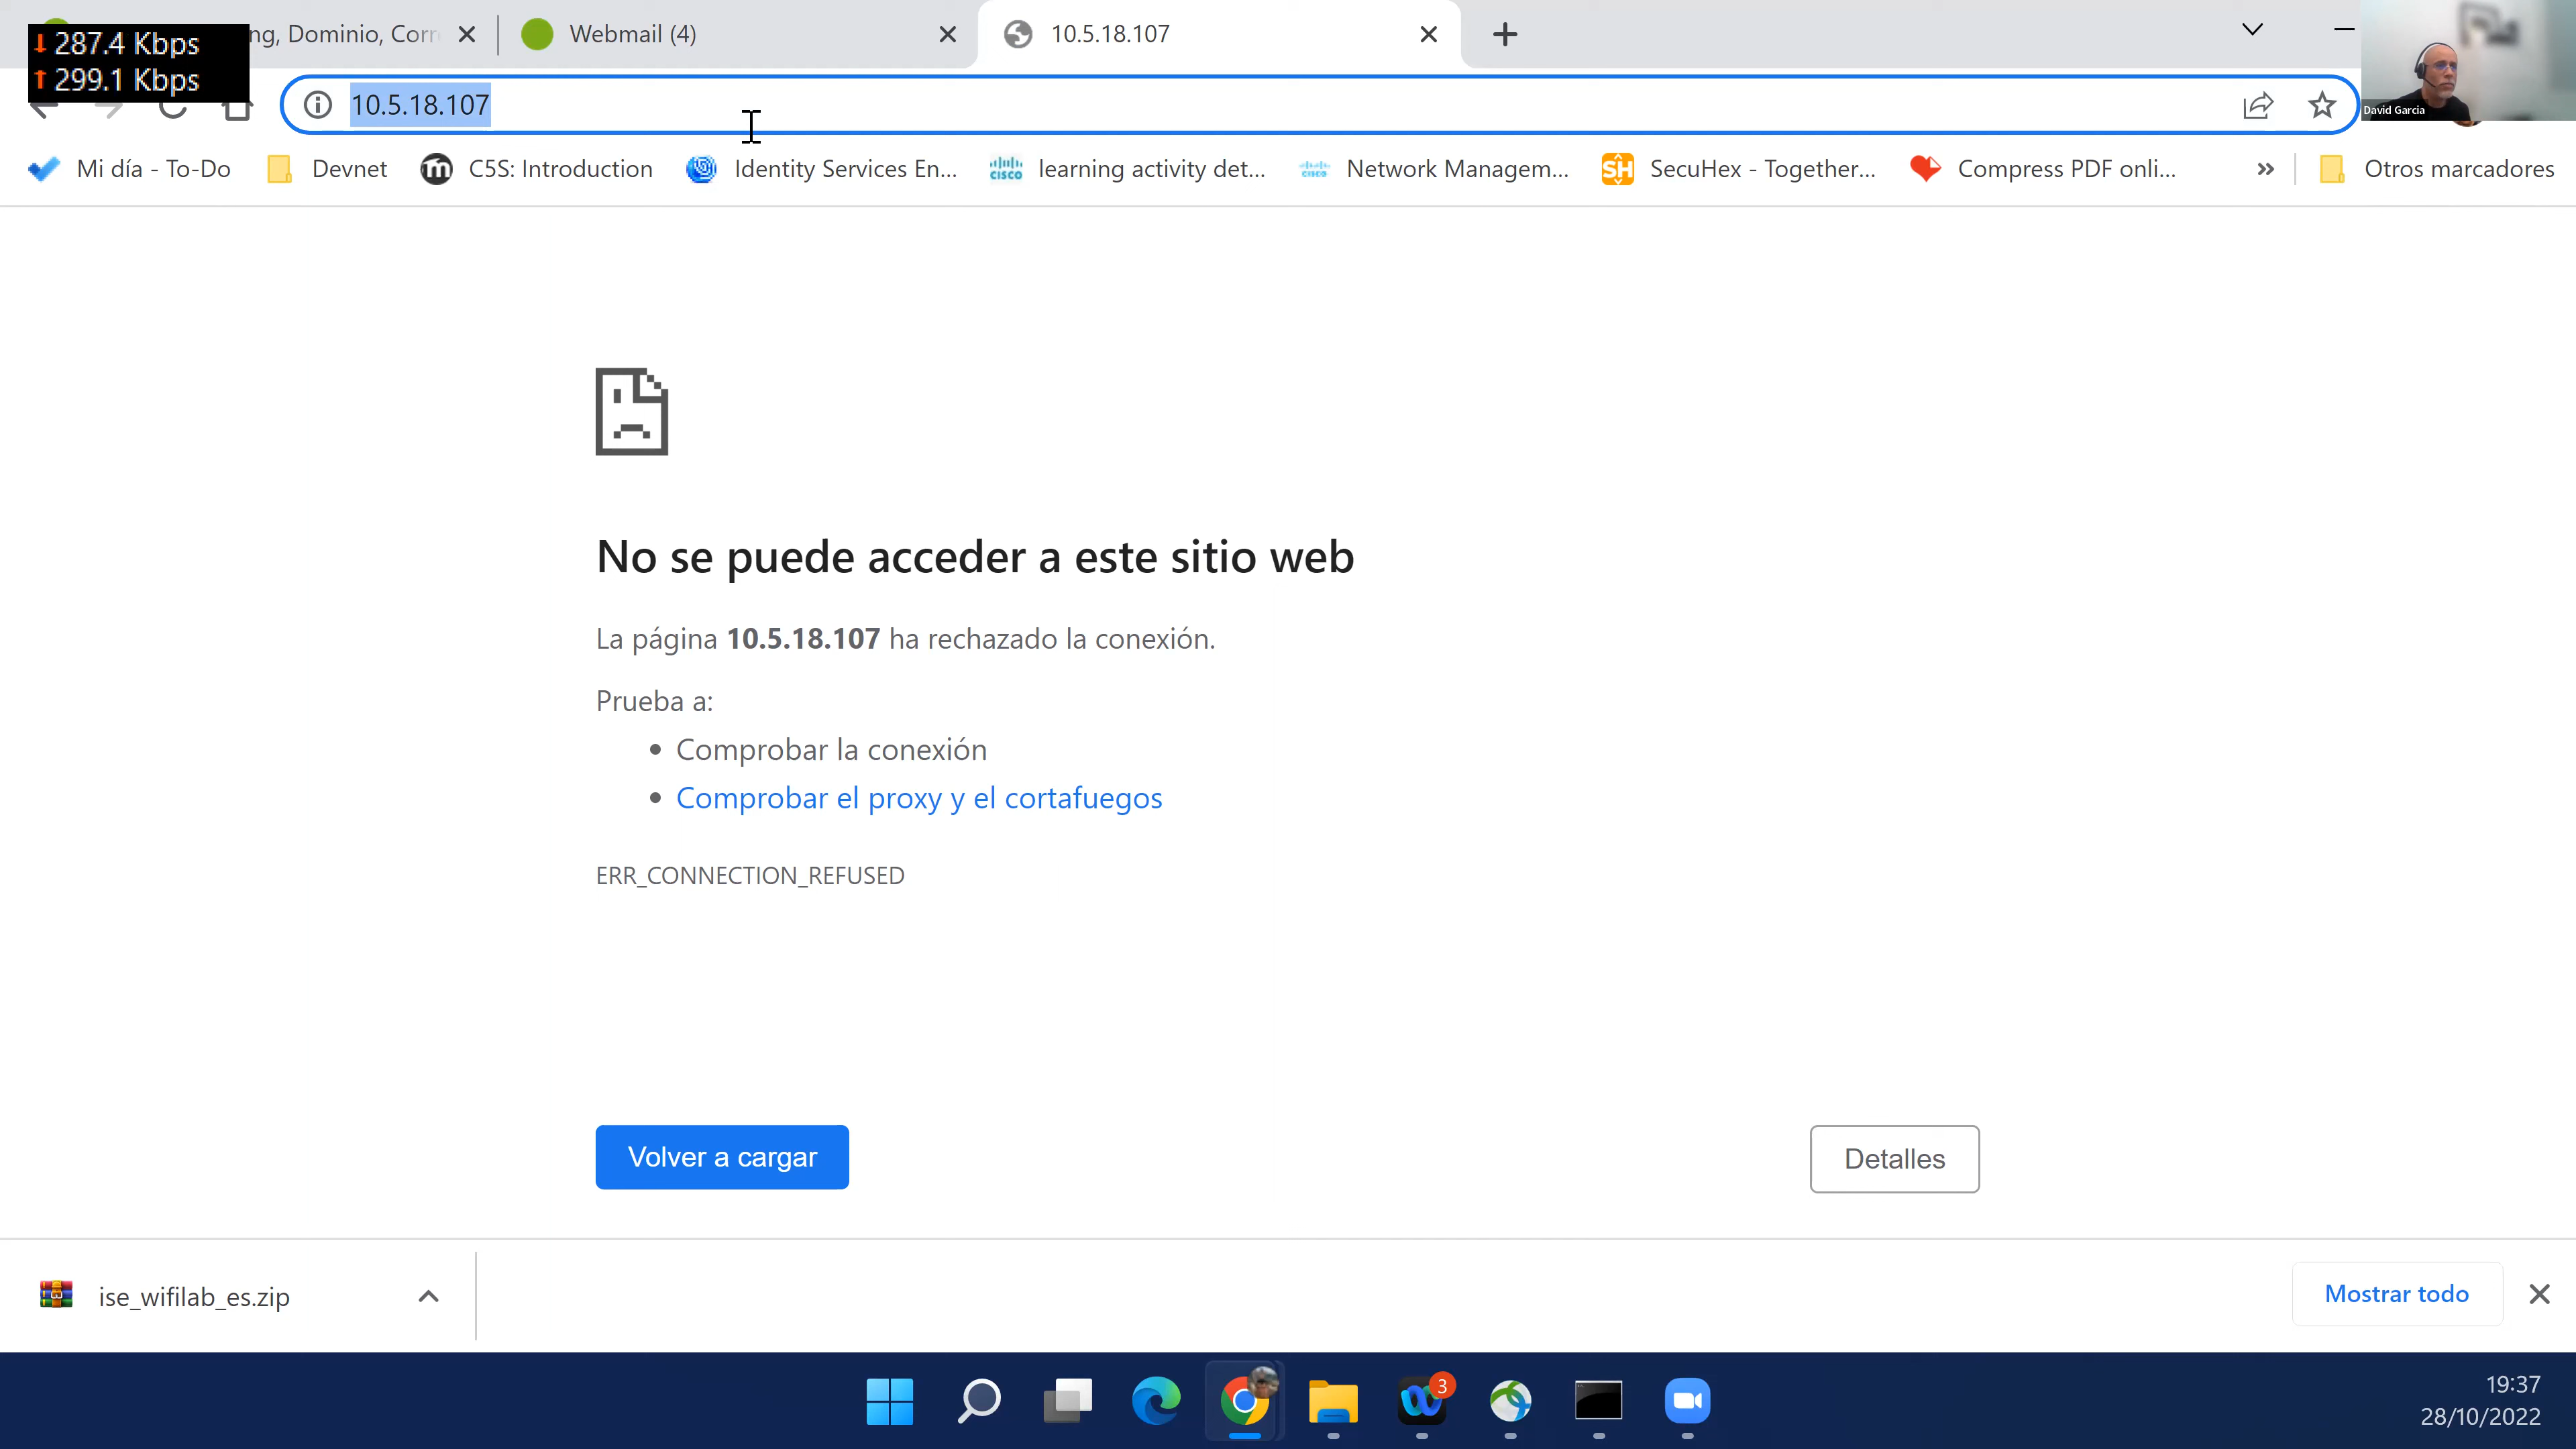 287.4 Kbps
299.1 Kbps
ng, Dominio, Corr
Webmail (4)
10.5.18.107
10.5.18.107
David Garcia
Mi día - To-Do
Devnet
C5S: Introduction
Identity Services En...
learning activity det...
Network Managem...
SecuHex - Together...
Compress PDF onli...
Otros marcadores
No se puede acceder a este sitio web
La página 10.5.18.107 ha rechazado la conexión.
Prueba a:
Comprobar la conexión
Comprobar el proxy y el cortafuegos
ERR_CONNECTION_REFUSED
Volver a cargar
Detalles
ise_wifilab_es.zip
Mostrar todo
3
19:37
28/10/2022